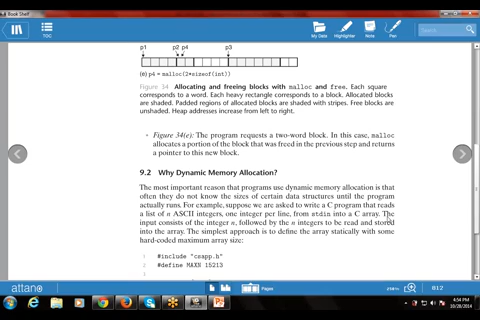 Book Shelf
TOC
My Data
Highlighter
Note
Pen
Search
p1 p2 p4 p3
(e) p4 = malloc(2*sizeof(int))
Figure 34 Allocating and freeing blocks with malloc and free. Each square
corresponds to a word. Each heavy rectangle corresponds to a block. Allocated blocks
are shaded. Padded regions of allocated blocks are shaded with stripes. Free blocks are
unshaded. Heap addresses increase from left to right.
• Figure 34(e): The program requests a two-word block. In this case, malloc
allocates a portion of the block that was freed in the previous step and returns
a pointer to this new block.
9.2 Why Dynamic Memory Allocation?
The most important reason that programs use dynamic memory allocation is that
often they do not know the sizes of certain data structures until the program
actually runs. For example, suppose we are asked to write a C program that reads
a list of n ASCII integers, one integer per line, from stdin into a C array. The
input consists of the integer n, followed by the n integers to be read and stored
into the array. The simplest approach is to define the array statically with some
hard-coded maximum array size:
1 #include "csapp.h"
2 #define MAXN 15213
3
attano
Pages
ZOOM
812
4:54 PM
10/28/2014